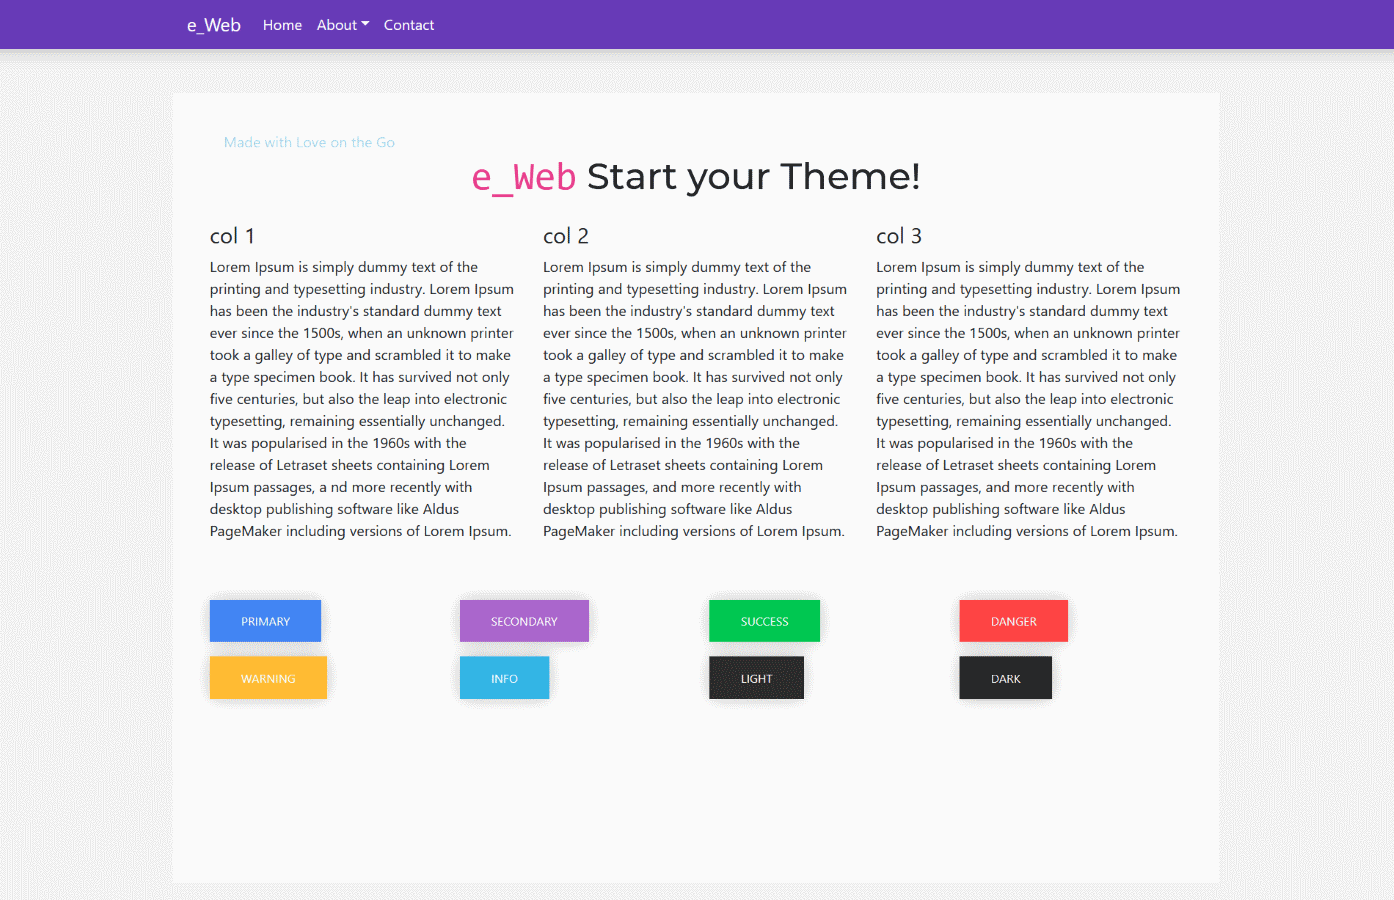 e_Web Home About Contact
Made with Love on the Go
e_Web Start your Theme!
col 1
Lorem Ipsum is simply dummy text of the
printing and typesetting industry. Lorem Ipsum
has been the industry's standard dummy text
ever since the 1500s, when an unknown printer
took a galley of type and scrambled it to make
a type specimen book. It has survived not only
five centuries, but also the leap into electronic
typesetting, remaining essentially unchanged.
It was popularised in the 1960s with the
release of Letraset sheets containing Lorem
Ipsum passages, a nd more recently with
desktop publishing software like Aldus
PageMaker including versions of Lorem Ipsum.
col 2
Lorem Ipsum is simply dummy text of the
printing and typesetting industry. Lorem Ipsum
has been the industry's standard dummy text
ever since the 1500s, when an unknown printer
took a galley of type and scrambled it to make
a type specimen book. It has survived not only
five centuries, but also the leap into electronic
typesetting, remaining essentially unchanged.
It was popularised in the 1960s with the
release of Letraset sheets containing Lorem
Ipsum passages, and more recently with
desktop publishing software like Aldus
PageMaker including versions of Lorem Ipsum.
col 3
Lorem Ipsum is simply dummy text of the
printing and typesetting industry. Lorem Ipsum
has been the industry's standard dummy text
ever since the 1500s, when an unknown printer
took a galley of type and scrambled it to make
a type specimen book. It has survived not only
five centuries, but also the leap into electronic
typesetting, remaining essentially unchanged.
It was popularised in the 1960s with the
release of Letraset sheets containing Lorem
Ipsum passages, and more recently with
desktop publishing software like Aldus
PageMaker including versions of Lorem Ipsum.
PRIMARY SECONDARY SUCCESS DANGER
WARNING INFO LIGHT DARK